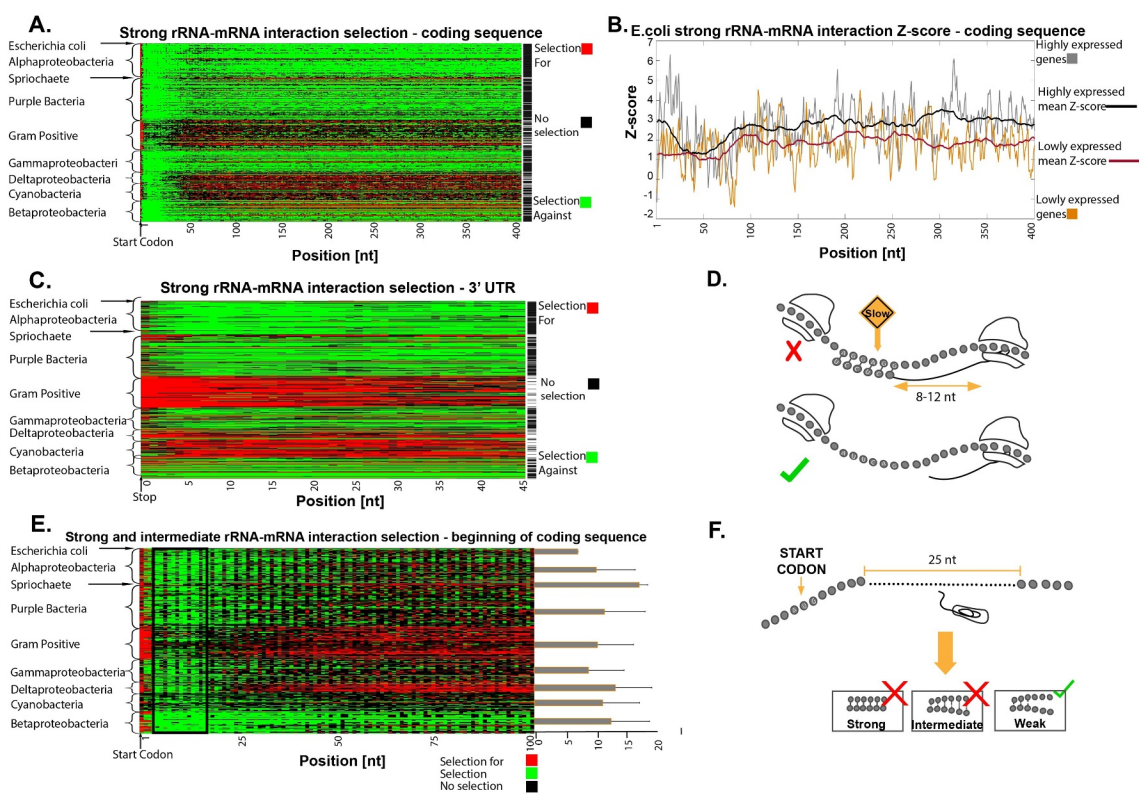 A.
Strong rRNA-mRNA interaction selection - coding sequence
Escherichia coli
Alphaproteobacteria
Spriochaete
Purple Bacteria
Gram Positive
Gammaproteobacteri
Deltaproteobacteria
Cyanobacteria
Betaproteobacteria
Selection
For
No
selection
Selection
Against
1 50 100 150 200 250 300 350 400
Start Codon
Position [nt]
B.
E.coli strong rRNA-mRNA interaction Z-score - coding sequence
Z-score
7
6
5
4
3
2
1
0
-1
-2
1 50 100 150 200 250 300 350 400
Position [nt]
Highly expressed
genes
Highly expressed
mean Z-score
Lowly expressed
mean Z-score
Lowly expressed
genes
C.
Strong rRNA-mRNA interaction selection - 3' UTR
Escherichia coli
Alphaproteobacteria
Spriochaete
Purple Bacteria
Gram Positive
Gammaproteobacteria
Deltaproteobacteria
Cyanobacteria
Betaproteobacteria
Selection
For
No
selection
Selection
Against
0 5 10 15 20 25 30 35 40 45
Stop
Position [nt]
D.
Slow
8-12 nt
E.
Strong and intermediate rRNA-mRNA interaction selection - beginning of coding sequence
Escherichia coli
Alphaproteobacteria
Spriochaete
Purple Bacteria
Gram Positive
Gammaproteobacteria
Deltaproteobacteria
Cyanobacteria
Betaproteobacteria
1 25 50 75 100
0 5 10 15 20
Start Codon
Position [nt]
Selection for
Selection
No selection
F.
START
CODON
25 nt
Strong
Intermediate
Weak